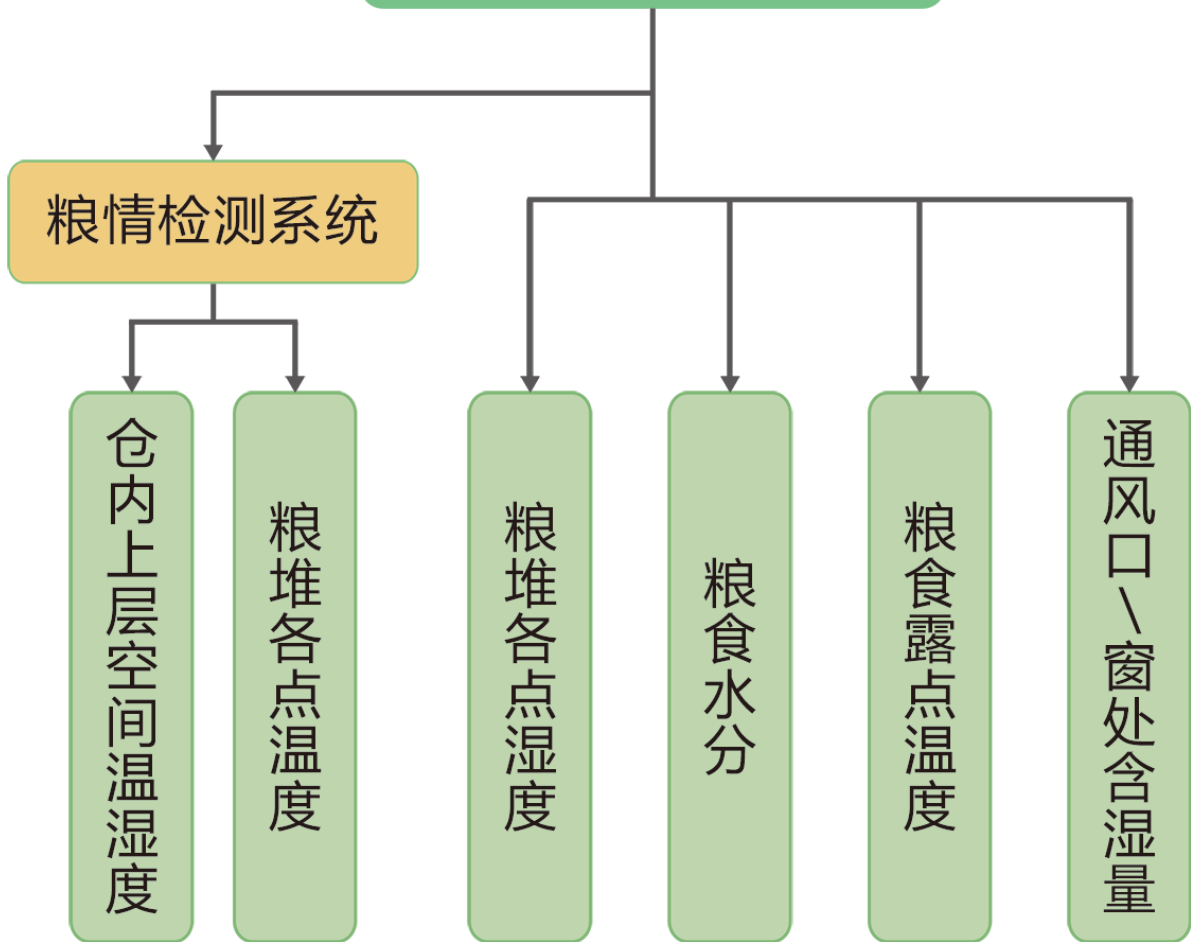 粮情检测系统
仓内上层空间温湿度
粮堆各点温度
粮堆各点湿度
粮食水分
粮食露点温度
通风口\窗处含湿量